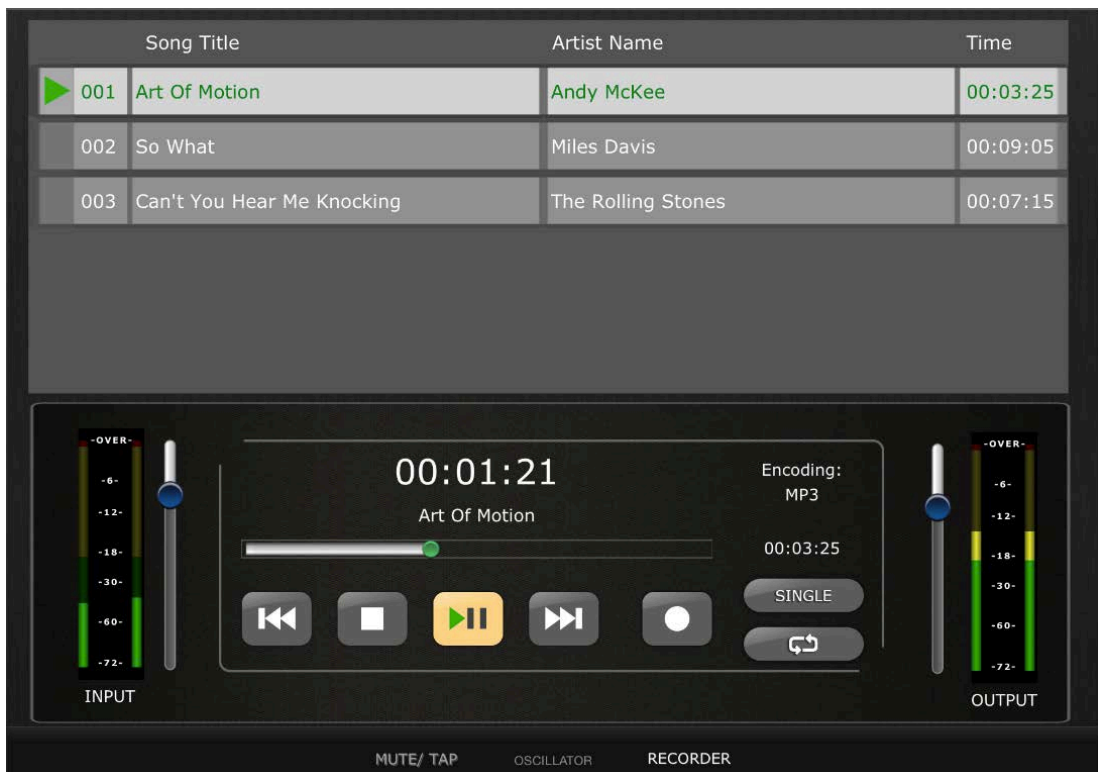 Song Title Artist Name Time
001 Art Of Motion Andy McKee 00:03:25
002 So What Miles Davis 00:09:05
003 Can't You Hear Me Knocking The Rolling Stones 00:07:15
-OVER-
-6-
-12-
-18-
-30-
-60-
-72-
INPUT
00:01:21
Art Of Motion
Encoding:
MP3
00:03:25
SINGLE
-OVER-
-6-
-12-
-18-
-30-
-60-
-72-
OUTPUT
MUTE/ TAP OSCILLATOR RECORDER